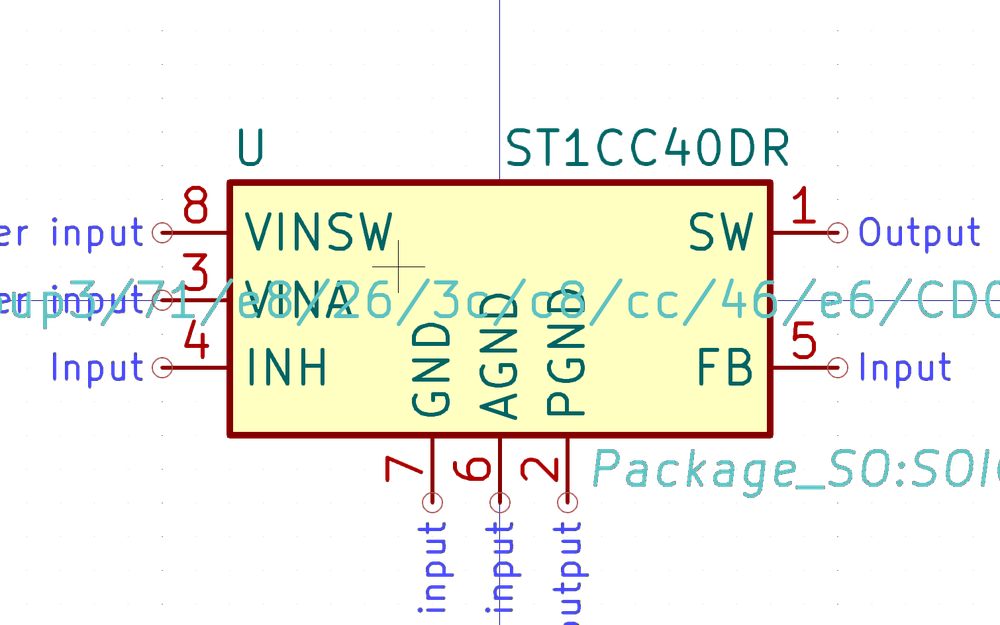 U ST1CC40DR
8 1
er input VINSW SW Output
3
er input VINA up3/71/e8/26/3c/c8/cc/46/e6/CD0
4 5
Input INH FB Input
GND AGND PGND
7 6 2
Package_SO:SOI
input input output